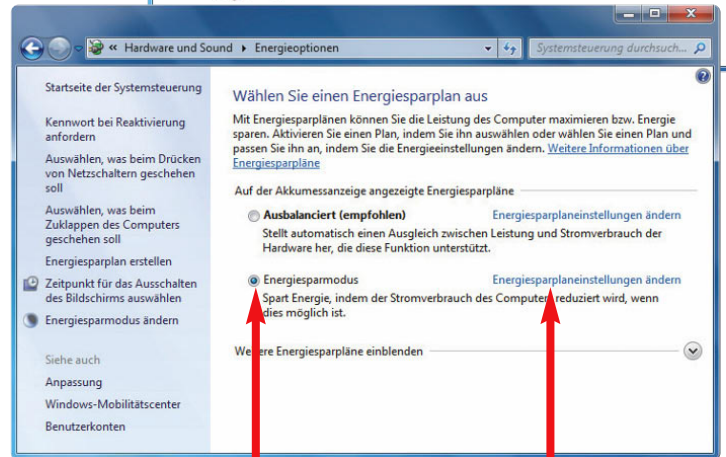 « Hardware und Sound ▸ Energieoptionen
Systemsteuerung durchsuch...
Startseite der Systemsteuerung
Kennwort bei Reaktivierung
anfordern
Auswählen, was beim Drücken
von Netzschaltern geschehen
soll
Auswählen, was beim
Zuklappen des Computers
geschehen soll
Energiesparplan erstellen
Zeitpunkt für das Ausschalten
des Bildschirms auswählen
Energiesparmodus ändern
Siehe auch
Anpassung
Windows-Mobilitätscenter
Benutzerkonten
Wählen Sie einen Energiesparplan aus
Mit Energiesparplänen können Sie die Leistung des Computer maximieren bzw. Energie
sparen. Aktivieren Sie einen Plan, indem Sie ihn auswählen oder wählen Sie einen Plan und
passen Sie ihn an, indem Sie die Energieeinstellungen ändern. Weitere Informationen über
Energiesparpläne
Auf der Akkumessanzeige angezeigte Energiesparpläne
Ausbalanciert (empfohlen) Energiesparplaneinstellungen ändern
Stellt automatisch einen Ausgleich zwischen Leistung und Stromverbrauch der
Hardware her, die diese Funktion unterstützt.
Energiesparmodus Energiesparplaneinstellungen ändern
Spart Energie, indem der Stromverbrauch des Computers reduziert wird, wenn
dies möglich ist.
Weitere Energiesparpläne einblenden